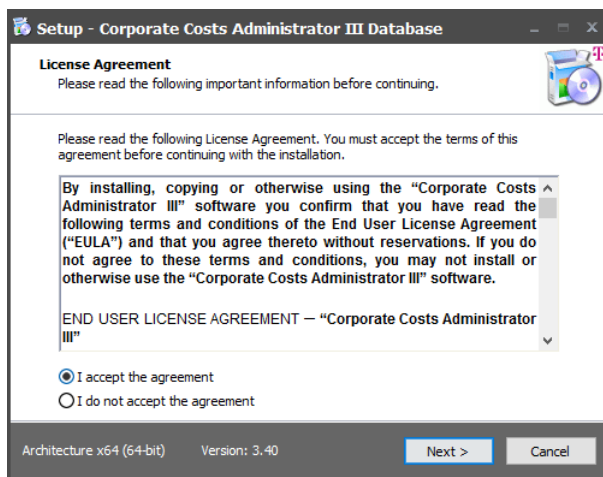 Setup - Corporate Costs Administrator III Database
License Agreement
Please read the following important information before continuing.
Please read the following License Agreement. You must accept the terms of this
agreement before continuing with the installation.
By installing, copying or otherwise using the “Corporate Costs
Administrator III” software you confirm that you have read the
following terms and conditions of the End User License Agreement
(“EULA”) and that you agree thereto without reservations. If you do
not agree to these terms and conditions, you may not install or
otherwise use the “Corporate Costs Administrator III” software.
END USER LICENSE AGREEMENT – “Corporate Costs Administrator
III”
I accept the agreement
I do not accept the agreement
Architecture x64 (64-bit) Version: 3.40 Next > Cancel